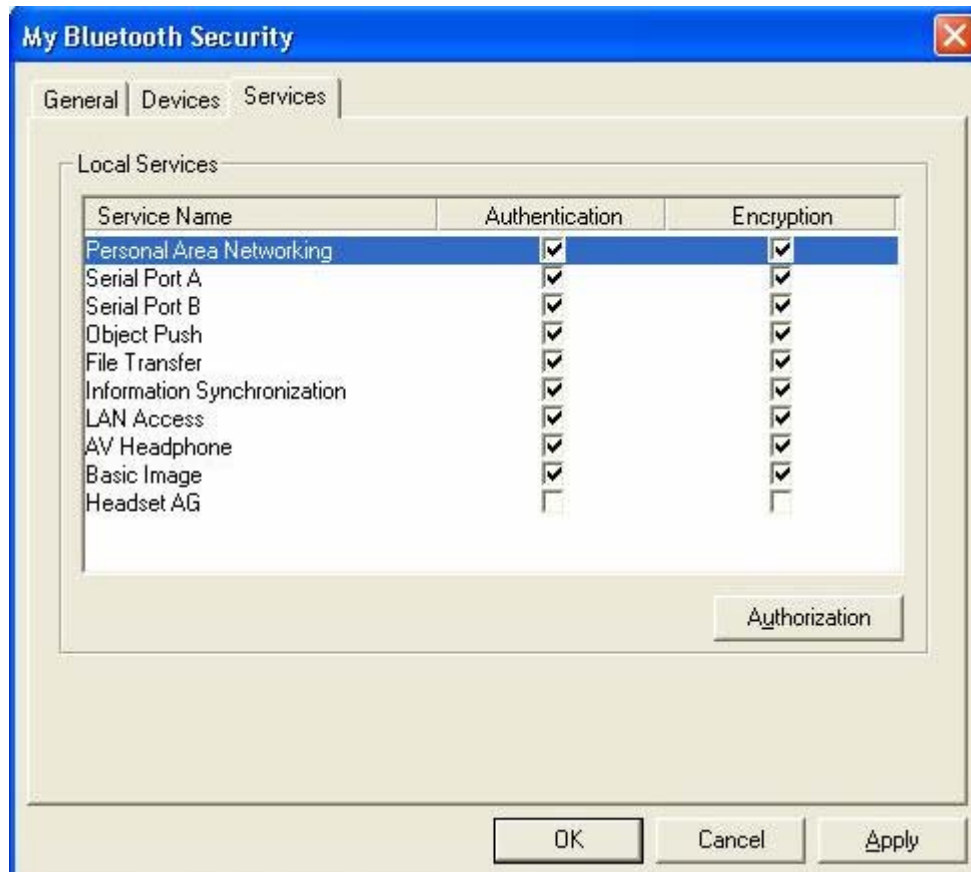 My Bluetooth Security
General Devices Services
Local Services
Service Name Authentication Encryption
Personal Area Networking
Serial Port A
Serial Port B
Object Push
File Transfer
Information Synchronization
LAN Access
AV Headphone
Basic Image
Headset AG
Authorization
OK Cancel Apply